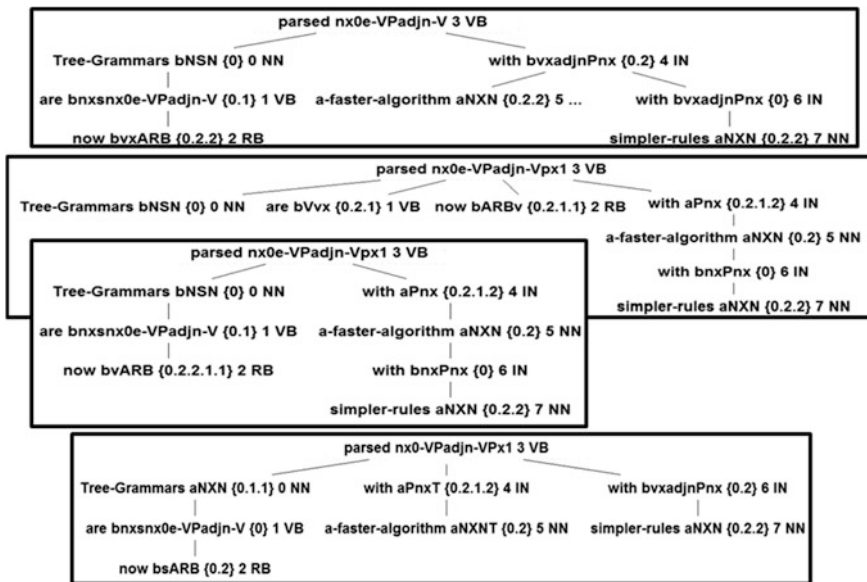 parsed nx0e-VPadjn-V 3 VB
Tree-Grammars bNSN {0} 0 NN with bvxadjnPnx {0.2} 4 IN
are bnxsnx0e-VPadjn-V {0.1} 1 VB a-faster-algorithm aNXN {0.2.2} 5 ... with bvxadjnPnx {0} 6 IN
now bvxARB {0.2.2} 2 RB simpler-rules aNXN {0.2.2} 7 NN
parsed nx0e-VPadjn-Vpx1 3 VB
Tree-Grammars bNSN {0} 0 NN are bVvx {0.2.1} 1 VB now bARBv {0.2.1.1} 2 RB with aPnx {0.2.1.2} 4 IN
a-faster-algorithm aNXN {0.2} 5 NN
with bnxPnx {0} 6 IN
simpler-rules aNXN {0.2.2} 7 NN
parsed nx0e-VPadjn-Vpx1 3 VB
Tree-Grammars bNSN {0} 0 NN with aPnx {0.2.1.2} 4 IN
are bnxsnx0e-VPadjn-V {0.1} 1 VB a-faster-algorithm aNXN {0.2} 5 NN
now bvARB {0.2.2.1.1} 2 RB with bnxPnx {0} 6 IN
simpler-rules aNXN {0.2.2} 7 NN
parsed nx0-VPadjn-VPx1 3 VB
Tree-Grammars aNXN {0.1.1} 0 NN with aPnxT {0.2.1.2} 4 IN with bvxadjnPnx {0.2} 6 IN
are bnxsnx0e-VPadjn-V {0} 1 VB a-faster-algorithm aNXNT {0.2} 5 NN simpler-rules aNXN {0.2.2} 7 NN
now bsARB {0.2} 2 RB